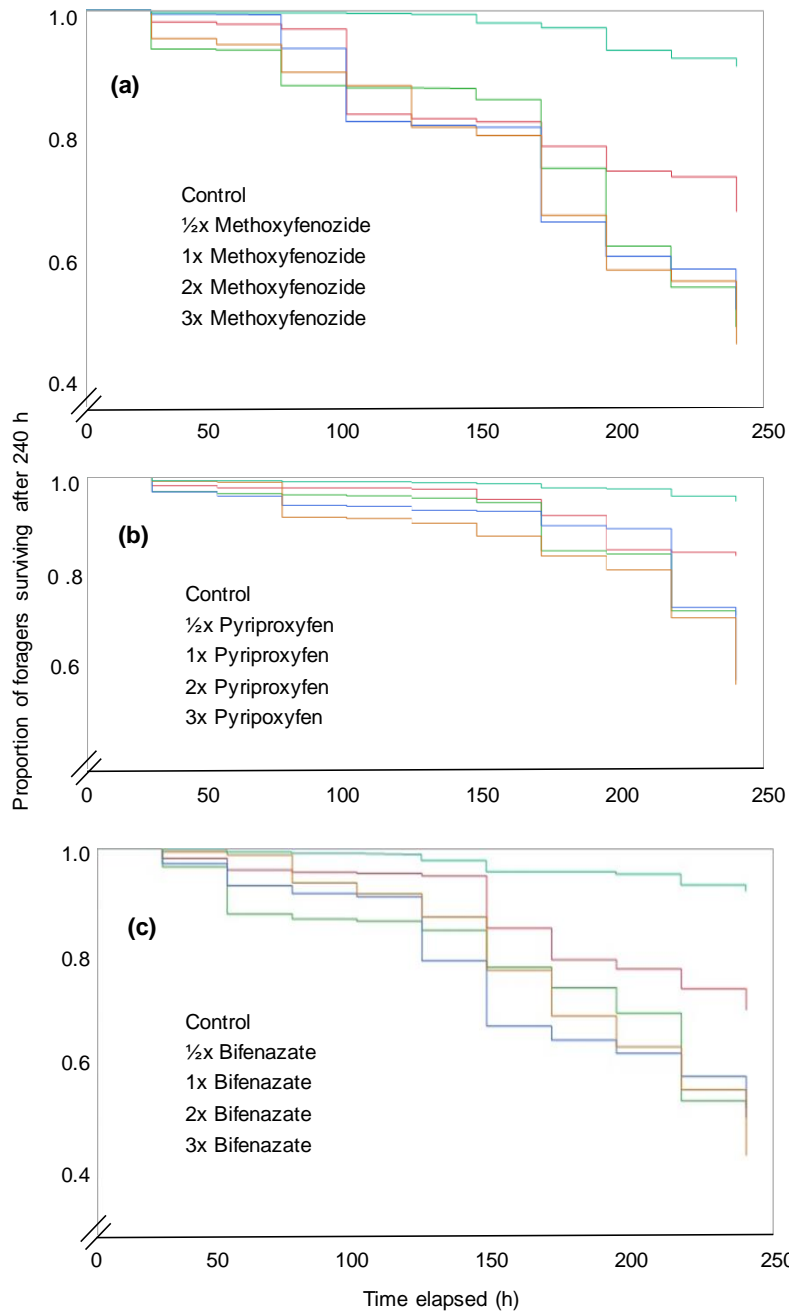 Proportion of foragers surviving after 240 h
1.0
(a)
0.8
Control
½x Methoxyfenozide
1x Methoxyfenozide
2x Methoxyfenozide
3x Methoxyfenozide
0.6
0.4
0 50 100 150 200 250
1.0
(b)
0.8
Control
½x Pyriproxyfen
1x Pyriproxyfen
2x Pyriproxyfen
3x Pyripoxyfen
0.6
0 50 100 150 200 250
1.0
(c)
0.8
Control
½x Bifenazate
1x Bifenazate
2x Bifenazate
3x Bifenazate
0.6
0.4
0 50 100 150 200 250
Time elapsed (h)